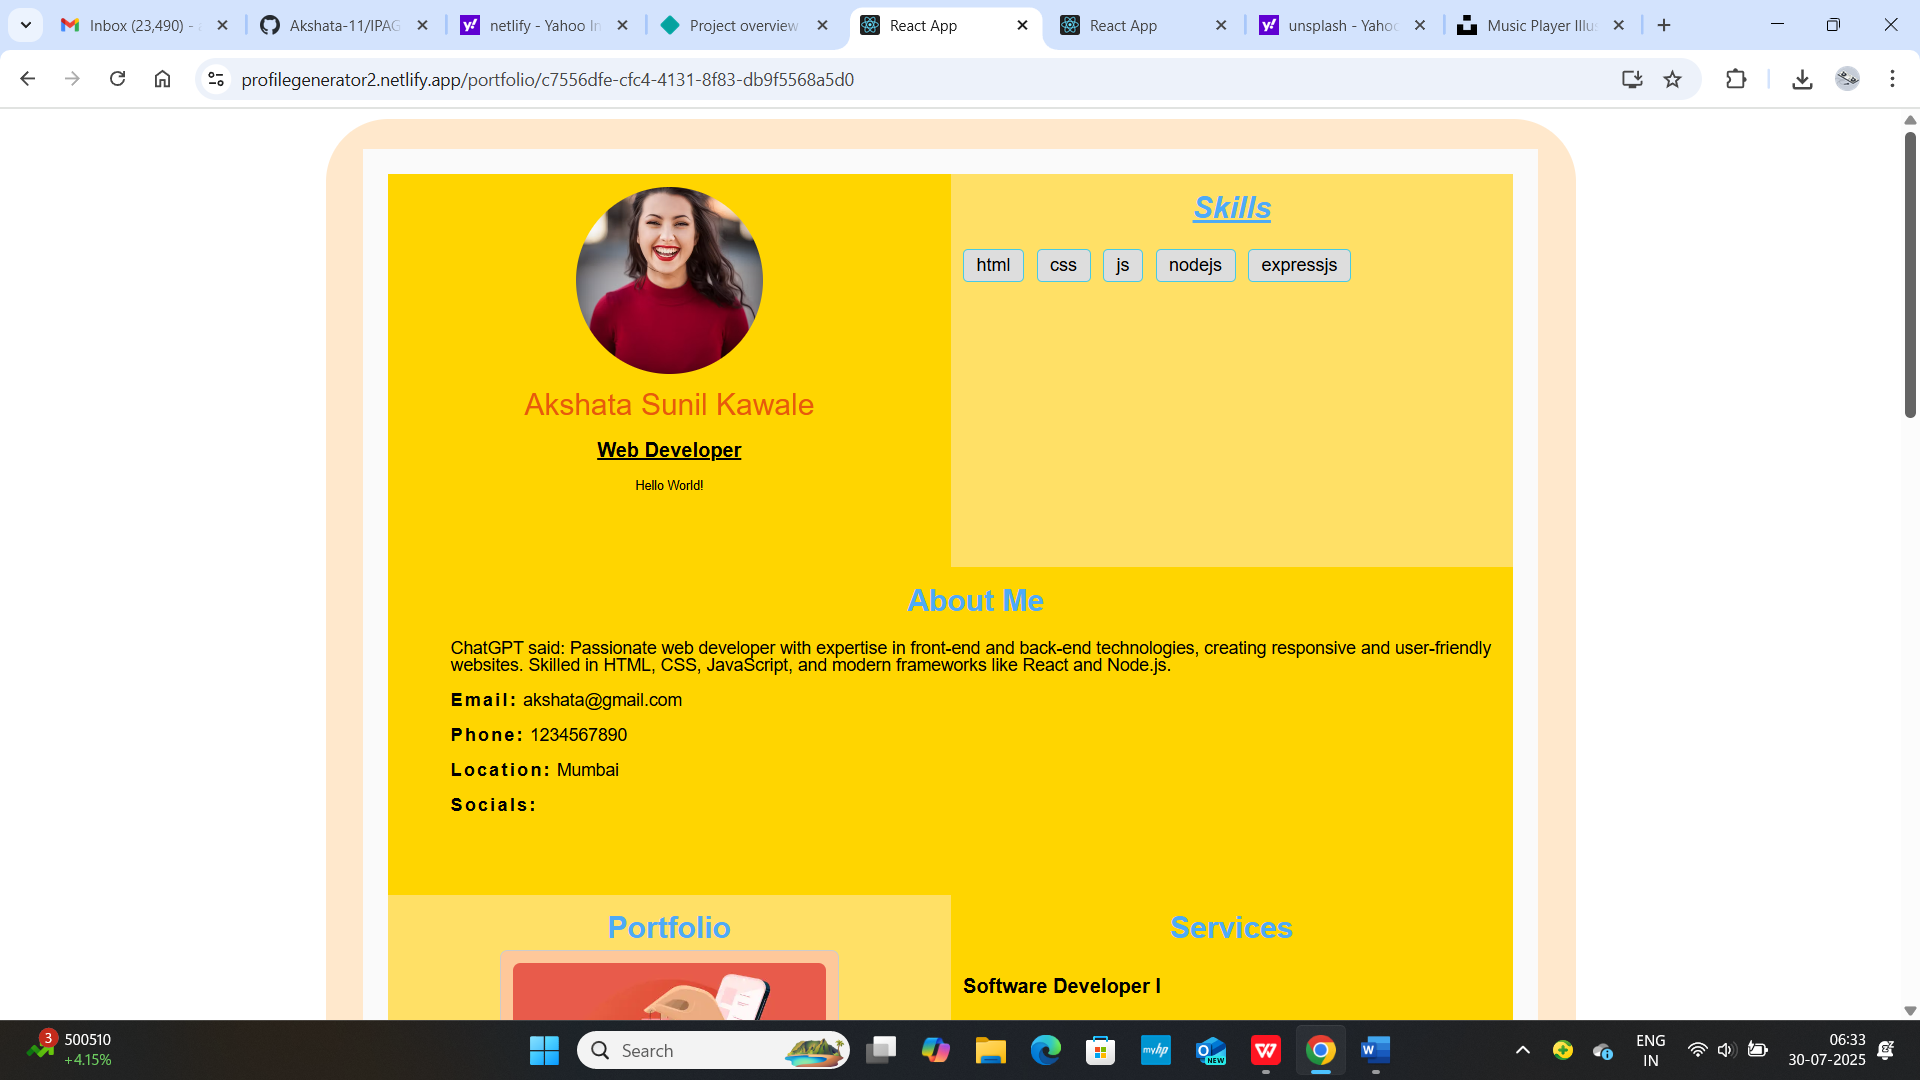 Inbox (23,490) -
Akshata-11/IPAG
netlify - Yahoo In
Project overview
React App
React App
unsplash - Yahoo
Music Player Illus
profilegenerator2.netlify.app/portfolio/c7556dfe-cfc4-4131-8f83-db9f5568a5d0
Skills
html css js nodejs expressjs
Akshata Sunil Kawale
Web Developer
Hello World!
About Me
ChatGPT said: Passionate web developer with expertise in front-end and back-end technologies, creating responsive and user-friendly
websites. Skilled in HTML, CSS, JavaScript, and modern frameworks like React and Node.js.
Email: akshata@gmail.com
Phone: 1234567890
Location: Mumbai
Socials:
Portfolio
Services
Software Developer I
3
500510
+4.15%
Search
myhp
NEW
ENG
IN
06:33
30-07-2025